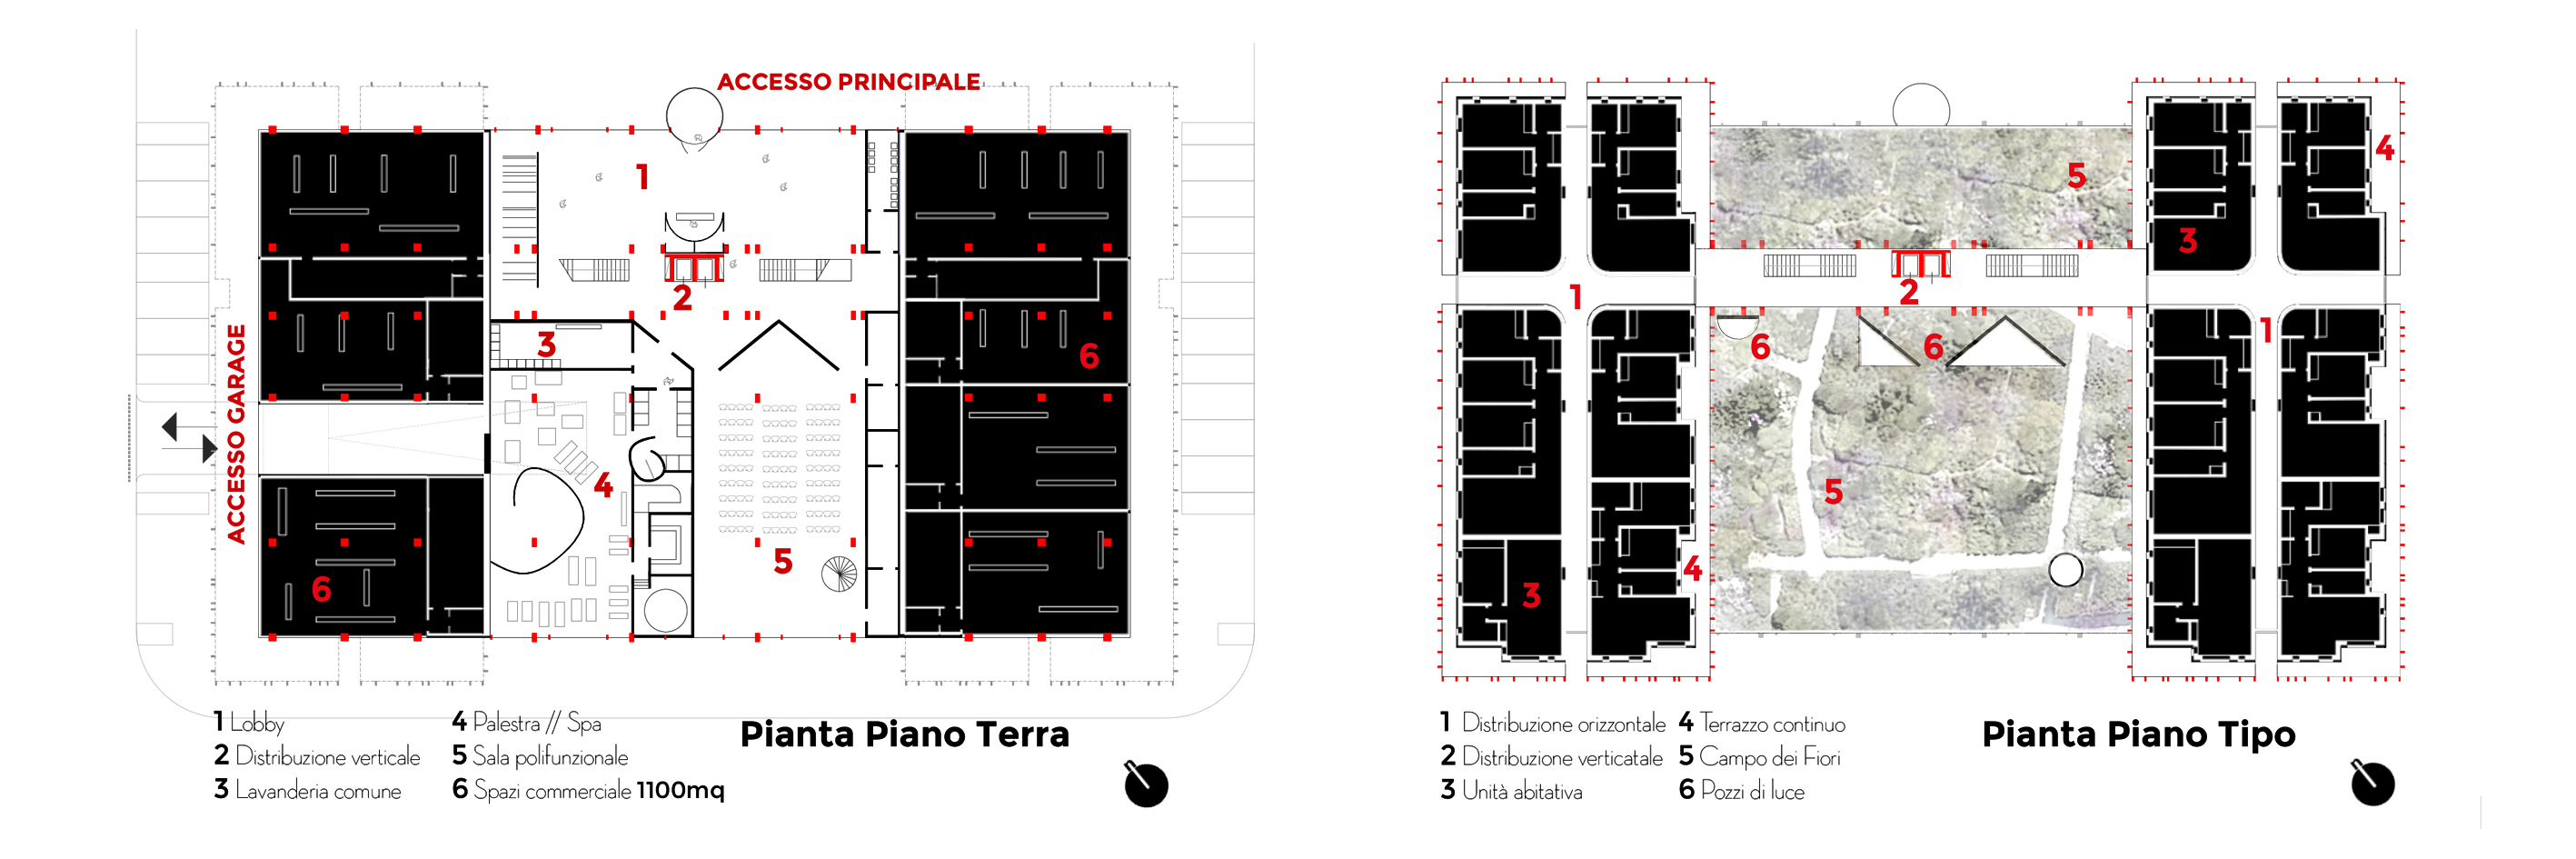 ACCESSO PRINCIPALE
ACCESSO GARAGE
1
2
3
4
5
6
6
1 Lobby
2 Distribuzione verticale
3 Lavanderia comune
4 Palestra // Spa
5 Sala polifunzionale
6 Spazi commerciale 1100mq
Pianta Piano Terra
4
5
3
1
2
1
6
6
5
4
3
1 Distribuzione orizzontale
2 Distribuzione verticatale
3 Unità abitativa
4 Terrazzo continuo
5 Campo dei Fiori
6 Pozzi di luce
Pianta Piano Tipo